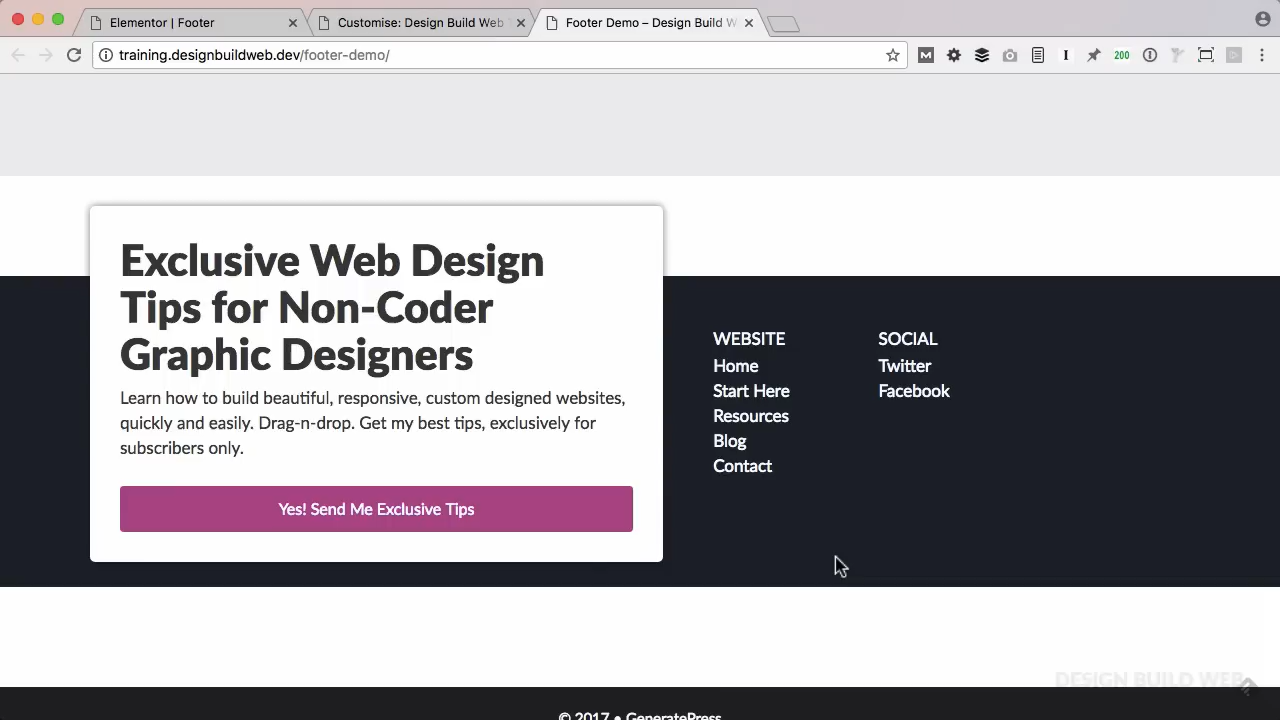 Elementor | Footer
Customise: Design Build Web T
Footer Demo – Design Build W
training.designbuildweb.dev/footer-demo/
200
Exclusive Web Design
Tips for Non-Coder
Graphic Designers
Learn how to build beautiful, responsive, custom designed websites,
quickly and easily. Drag-n-drop. Get my best tips, exclusively for
subscribers only.
Yes! Send Me Exclusive Tips
WEBSITE
Home
Start Here
Resources
Blog
Contact
SOCIAL
Twitter
Facebook
DESIGN BUILD WEB
© 2017 • GeneratePress